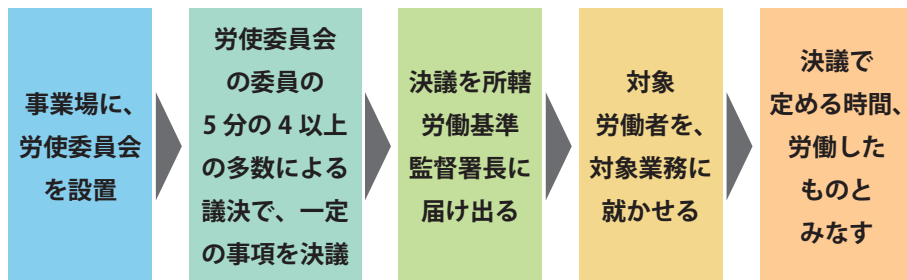 事業場に、
労使委員会
を設置
労使委員会
の委員の
5分の4以上
の多数による
議決で、一定
の事項を決議
決議を所轄
労働基準
監督署長に
届け出る
対象
労働者を、
対象業務に
就かせる
決議で
定める時間、
労働した
ものと
みなす